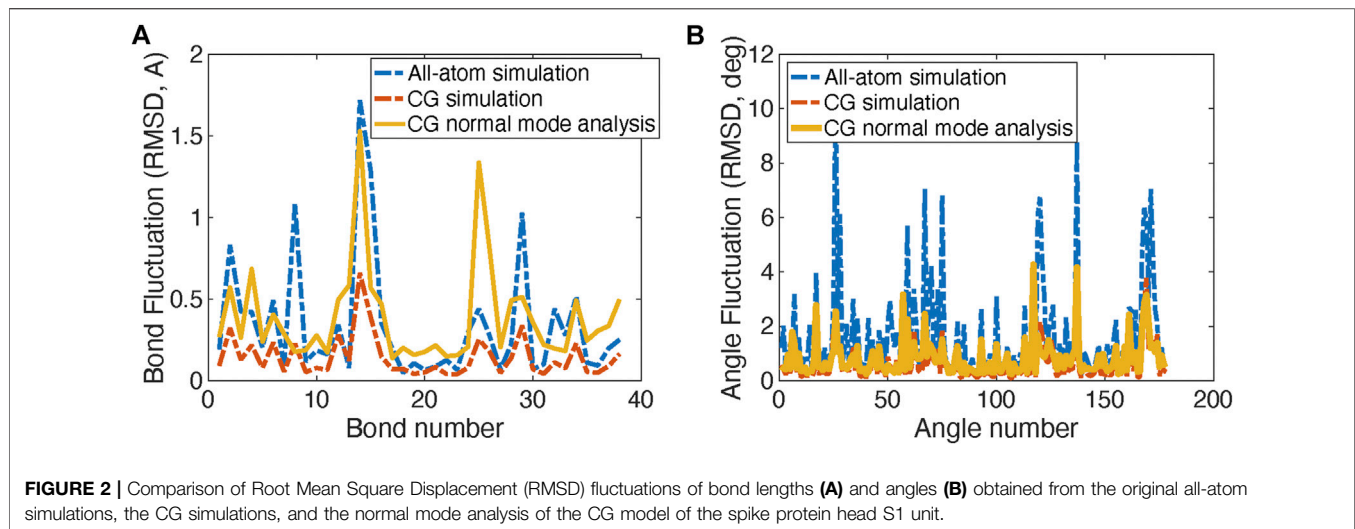 A
2
1.5
1
0.5
0
Bond Fluctuation (RMSD, A)
All-atom simulation
CG simulation
CG normal mode analysis
0
10
20
30
40
Bond number
B
12
10
8
6
4
2
0
Angle Fluctuation (RMSD, deg)
All-atom simulation
CG simulation
CG normal mode analysis
0
50
100
150
200
Angle number
FIGURE 2 | Comparison of Root Mean Square Displacement (RMSD) fluctuations of bond lengths (A) and angles (B) obtained from the original all-atom
simulations, the CG simulations, and the normal mode analysis of the CG model of the spike protein head S1 unit.